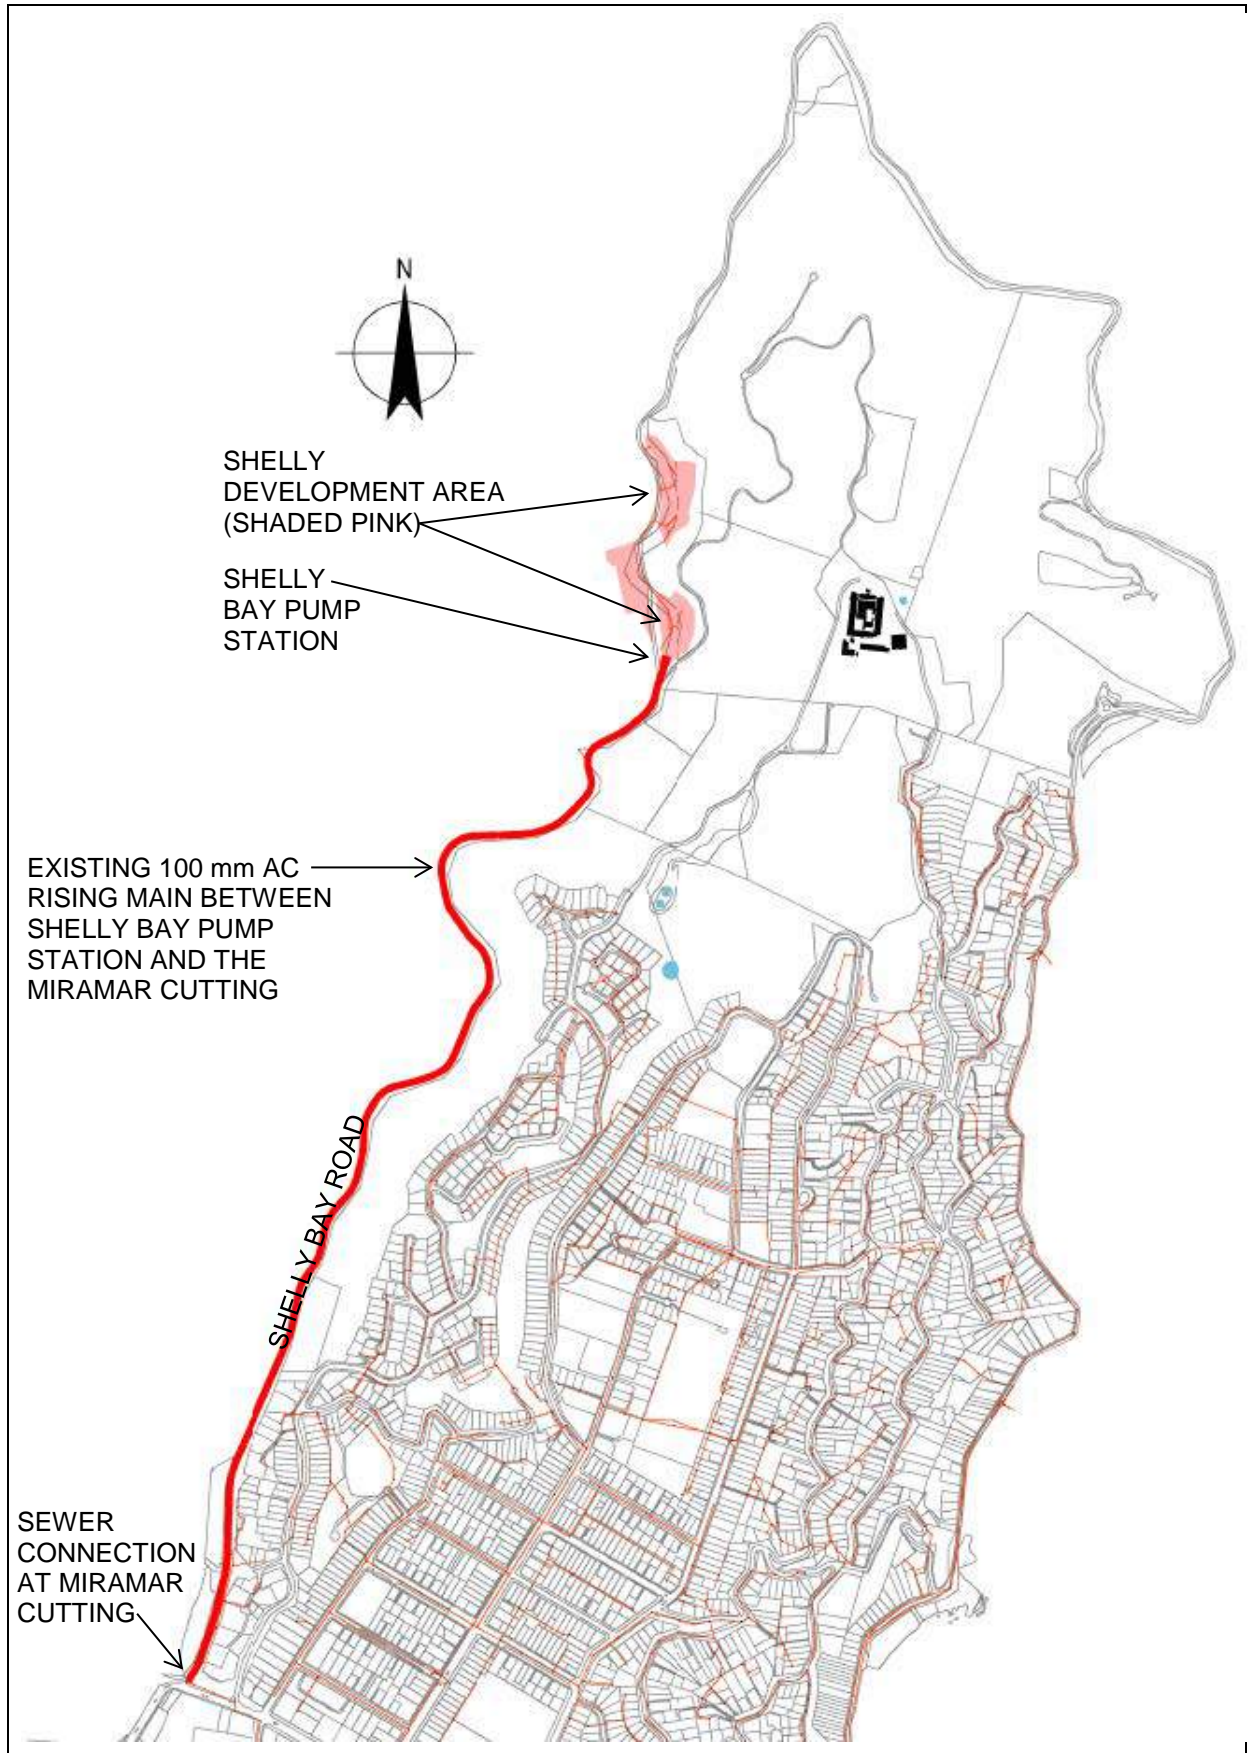 N
SHELLY
DEVELOPMENT AREA
(SHADED PINK)
SHELLY
BAY PUMP
STATION
EXISTING 100 mm AC
RISING MAIN BETWEEN
SHELLY BAY PUMP
STATION AND THE
MIRAMAR CUTTING
SHELLY BAY ROAD
SEWER
CONNECTION
AT MIRAMAR
CUTTING